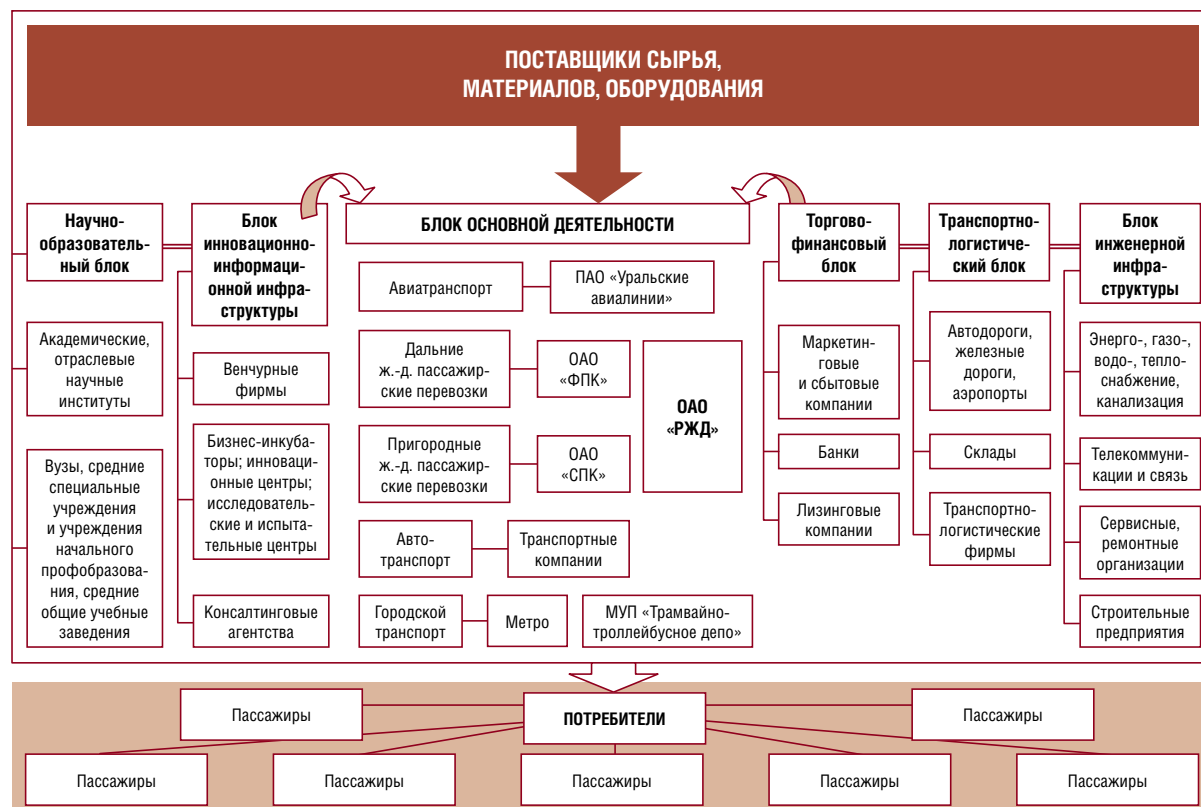 ПОСТАВЩИКИ СЫРЬЯ,
МАТЕРИАЛОВ, ОБОРУДОВАНИЯ
Научно-
образователь-
ный блок
Блок
инновационно-
информаци-
онной инфра-
структуры
БЛОК ОСНОВНОЙ ДЕЯТЕЛЬНОСТИ
Торгово-
финансовый
блок
Транспортно-
логистиче-
ский блок
Блок
инженерной
инфра-
структуры
Академические,
отраслевые
научные
институты
Вузы, средние
специальные
учреждения
и учреждения
начального
профобразова-
ния, средние
общие учебные
заведения
Венчурные
фирмы
Бизнес-инкуба-
торы; инноваци-
онные центры;
исследователь-
ские и испыта-
тельные центры
Консалтинговые
агентства
Авиатранспорт
ПАО «Уральские
авиалинии»
Дальние
ж.-д. пассажир-
ские перевозки
ОАО
«ФПК»
Пригородные
ж.-д. пассажир-
ские перевозки
ОАО
«СПК»
ОАО
«РЖД»
Авто-
транспорт
Транспортные
компании
Городской
транспорт
Метро
МУП «Трамвайно-
троллейбусное депо»
Маркетин-
говые
и сбытовые
компании
Банки
Лизинговые
компании
Автодороги,
железные
дороги,
аэропорты
Склады
Транспортно-
логистические
фирмы
Энерго-, газо-,
водо-, тепло-
снабжение,
канализация
Телекоммуни-
кации и связь
Сервисные,
ремонтные
организации
Строительные
предприятия
Пассажиры
ПОТРЕБИТЕЛИ
Пассажиры
Пассажиры
Пассажиры
Пассажиры
Пассажиры
Пассажиры